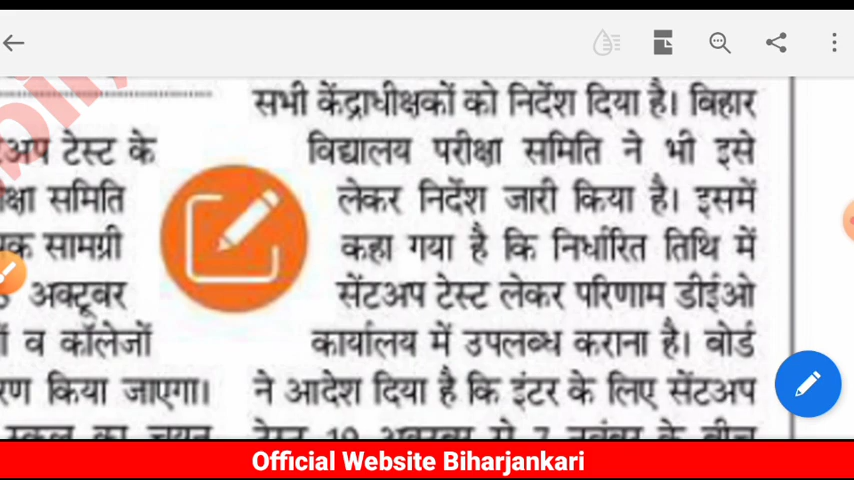 अप टेस्ट के
समिति
सामग्री
अक्टूबर
व कॉलेजों
किया जाएगा।
सभी केंद्राधीक्षकों को निर्देश दिया है। बिहार
विद्यालय परीक्षा समिति ने भी इसे
लेकर निर्देश जारी किया है। इसमें
कहा गया है कि निर्धारित तिथि में
सेंटअप टेस्ट लेकर परिणाम डीईओ
कार्यालय में उपलब्ध कराना है। बोर्ड
ने आदेश दिया है कि इंटर के लिए सेंटअप
Official Website Biharjankari